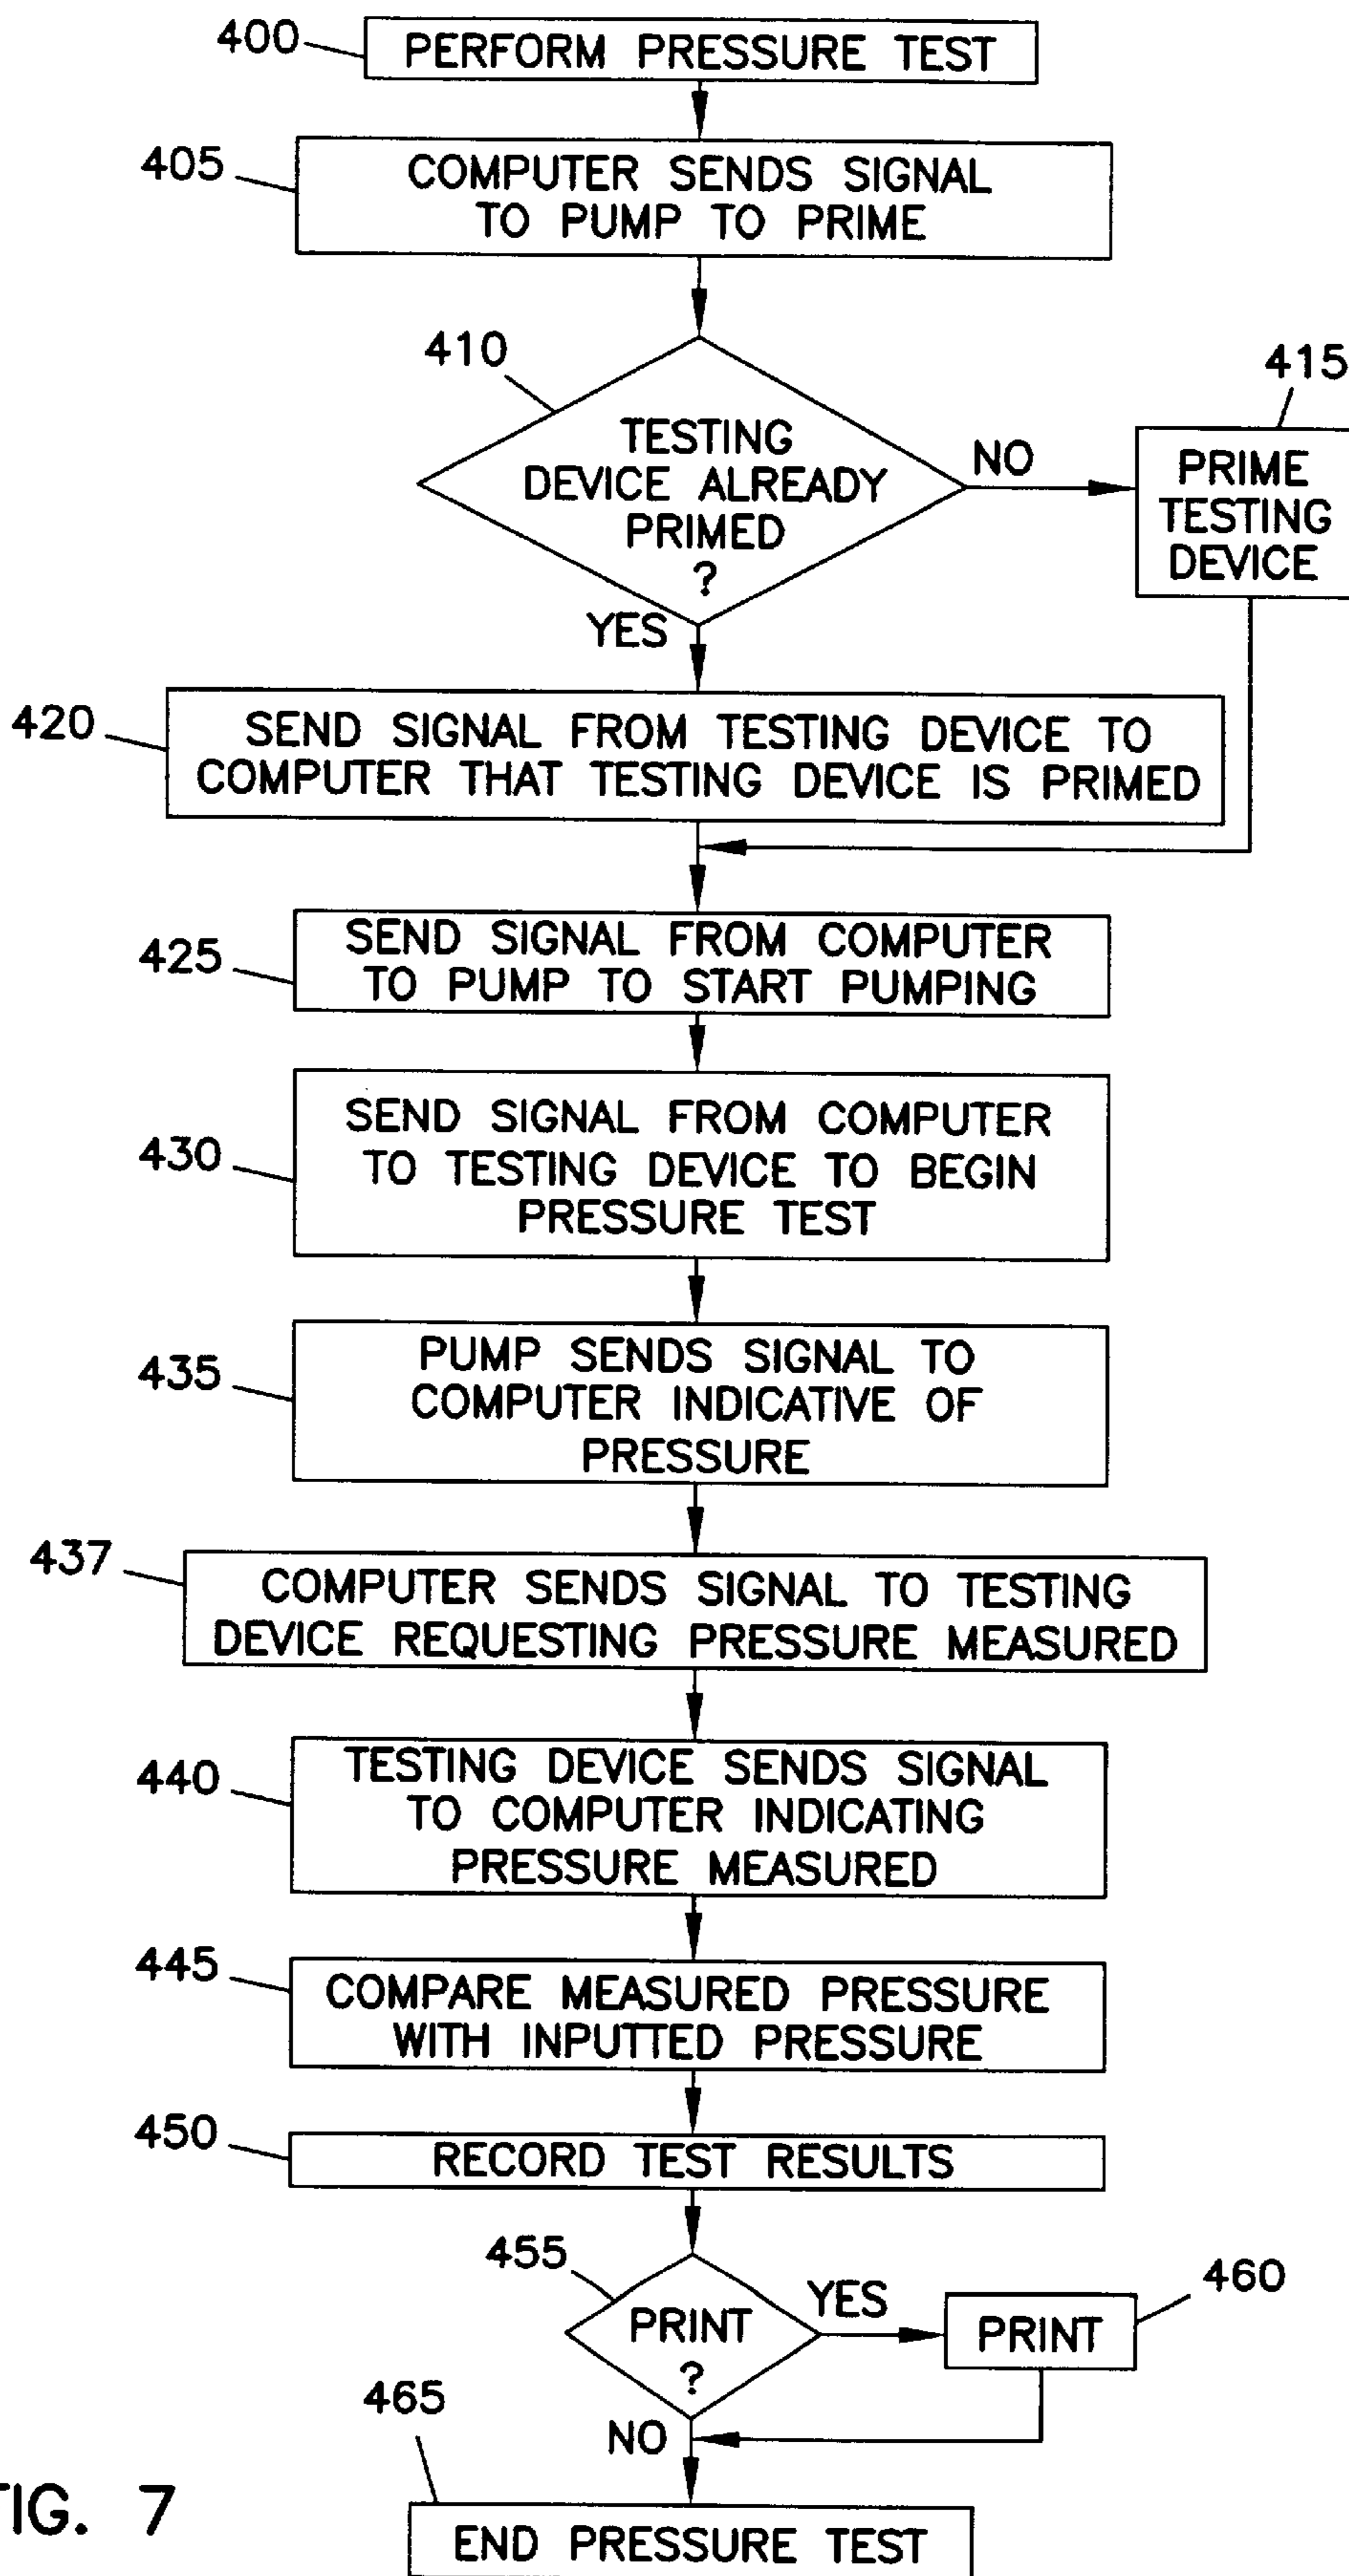 400
PERFORM PRESSURE TEST
405
COMPUTER SENDS SIGNAL
TO PUMP TO PRIME
410
TESTING
DEVICE ALREADY
PRIMED
?
NO
415
PRIME
TESTING
DEVICE
YES
420
SEND SIGNAL FROM TESTING DEVICE TO
COMPUTER THAT TESTING DEVICE IS PRIMED
425
SEND SIGNAL FROM COMPUTER
TO PUMP TO START PUMPING
430
SEND SIGNAL FROM COMPUTER
TO TESTING DEVICE TO BEGIN
PRESSURE TEST
435
PUMP SENDS SIGNAL TO
COMPUTER INDICATIVE OF
PRESSURE
437
COMPUTER SENDS SIGNAL TO TESTING
DEVICE REQUESTING PRESSURE MEASURED
440
TESTING DEVICE SENDS SIGNAL
TO COMPUTER INDICATING
PRESSURE MEASURED
445
COMPARE MEASURED PRESSURE
WITH INPUTTED PRESSURE
450
RECORD TEST RESULTS
455
PRINT
?
YES
460
PRINT
NO
465
END PRESSURE TEST
FIG. 7